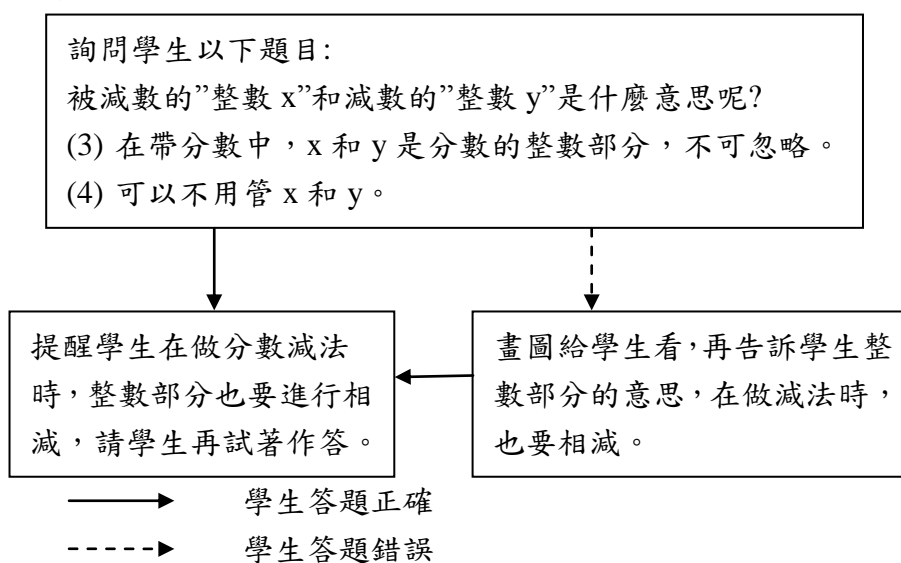 詢問學生以下題目:
被減數的”整數 x”和減數的”整數 y”是什麼意思呢?
(3) 在帶分數中，x 和 y 是分數的整數部分，不可忽略。
(4) 可以不用管 x 和 y。
提醒學生在做分數減法
時，整數部分也要進行相
減，請學生再試著作答。
畫圖給學生看，再告訴學生整
數部分的意思，在做減法時，
也要相減。
學生答題正確
學生答題錯誤